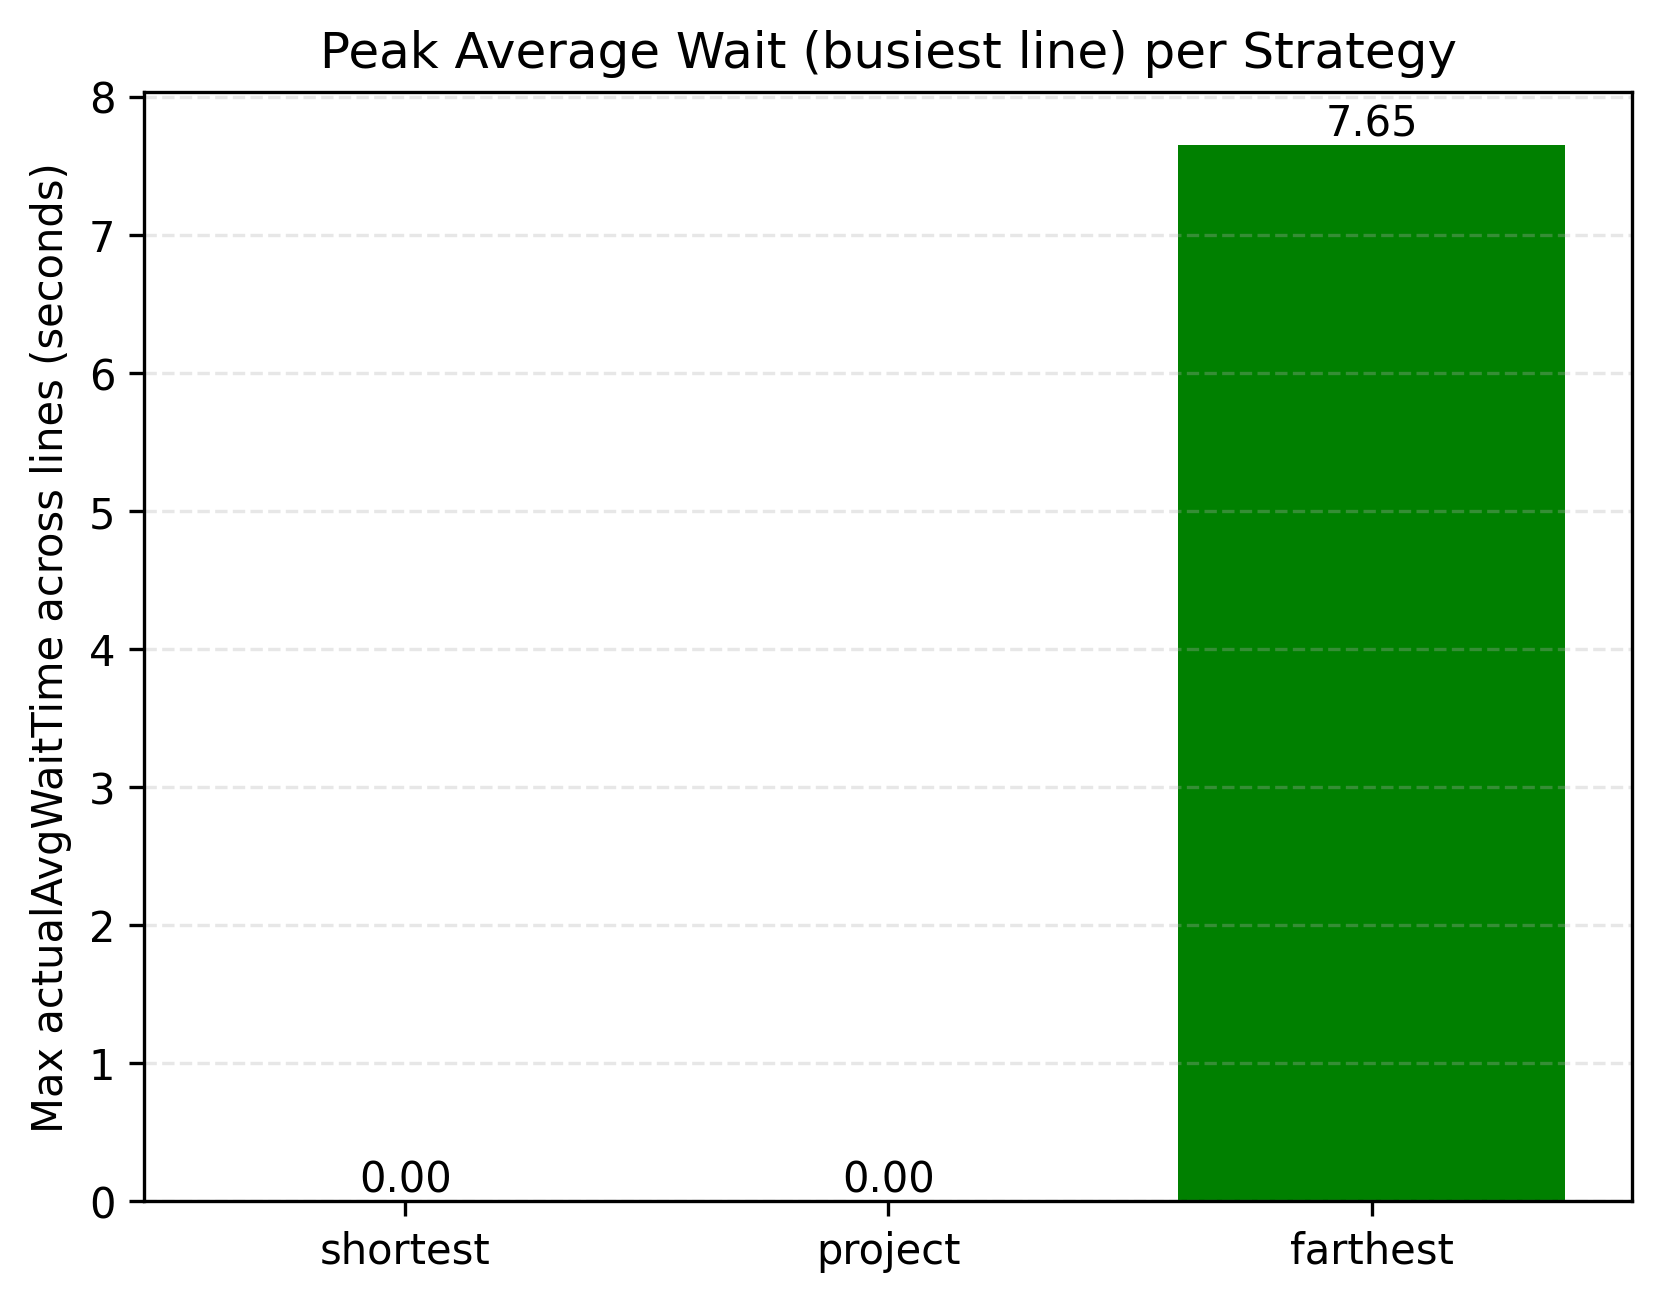 Peak Average Wait (busiest line) per Strategy
Max actualAvgWaitTime across lines (seconds)
8
7
6
5
4
3
2
1
0
0.00
0.00
7.65
shortest
project
farthest